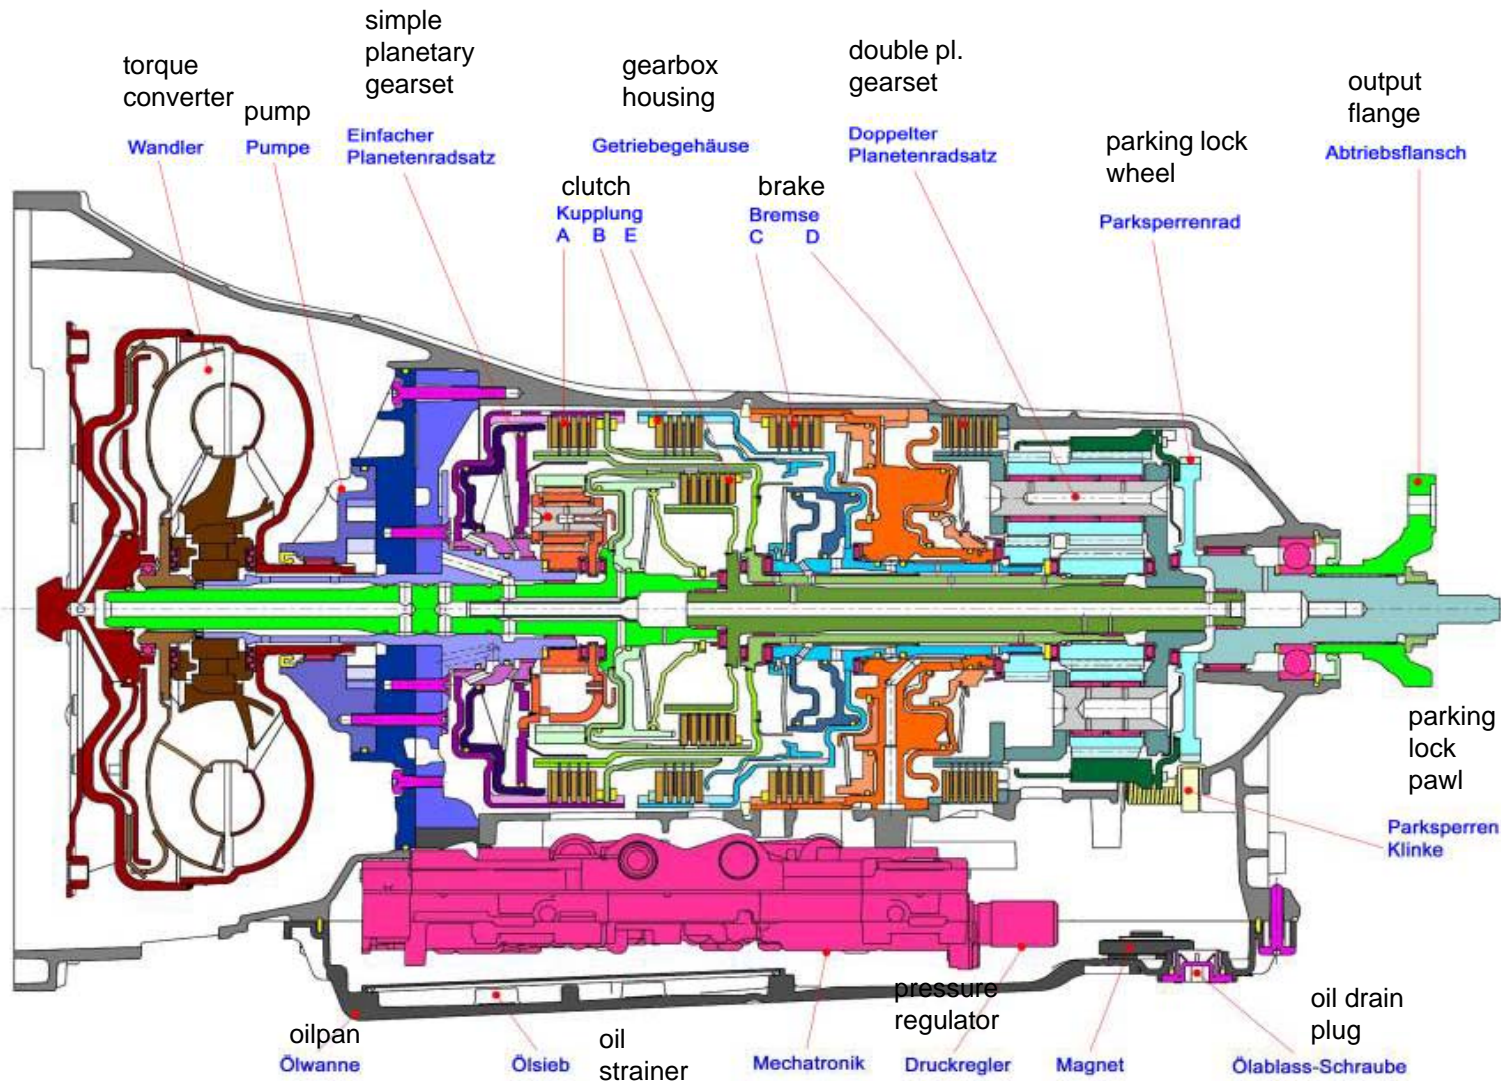 simple
planetary
gearset
torque
converter
pump
gearbox
housing
double pl.
gearset
output
flange
Wandler
Pumpe
Einfacher
Planetenradsatz
Getriebegehäuse
Doppelter
Planetenradsatz
parking lock
wheel
Abtriebsflansch
clutch
Kupplung
A B E
brake
Bremse
C D
Parksperrenrad
parking
lock
pawl
Parksperren
Klinke
oilpan
Ölwanne
Ölsieb
oil
strainer
Mechatronik
pressure
regulator
Druckregler
Magnet
oil drain
plug
Ölablass-Schraube